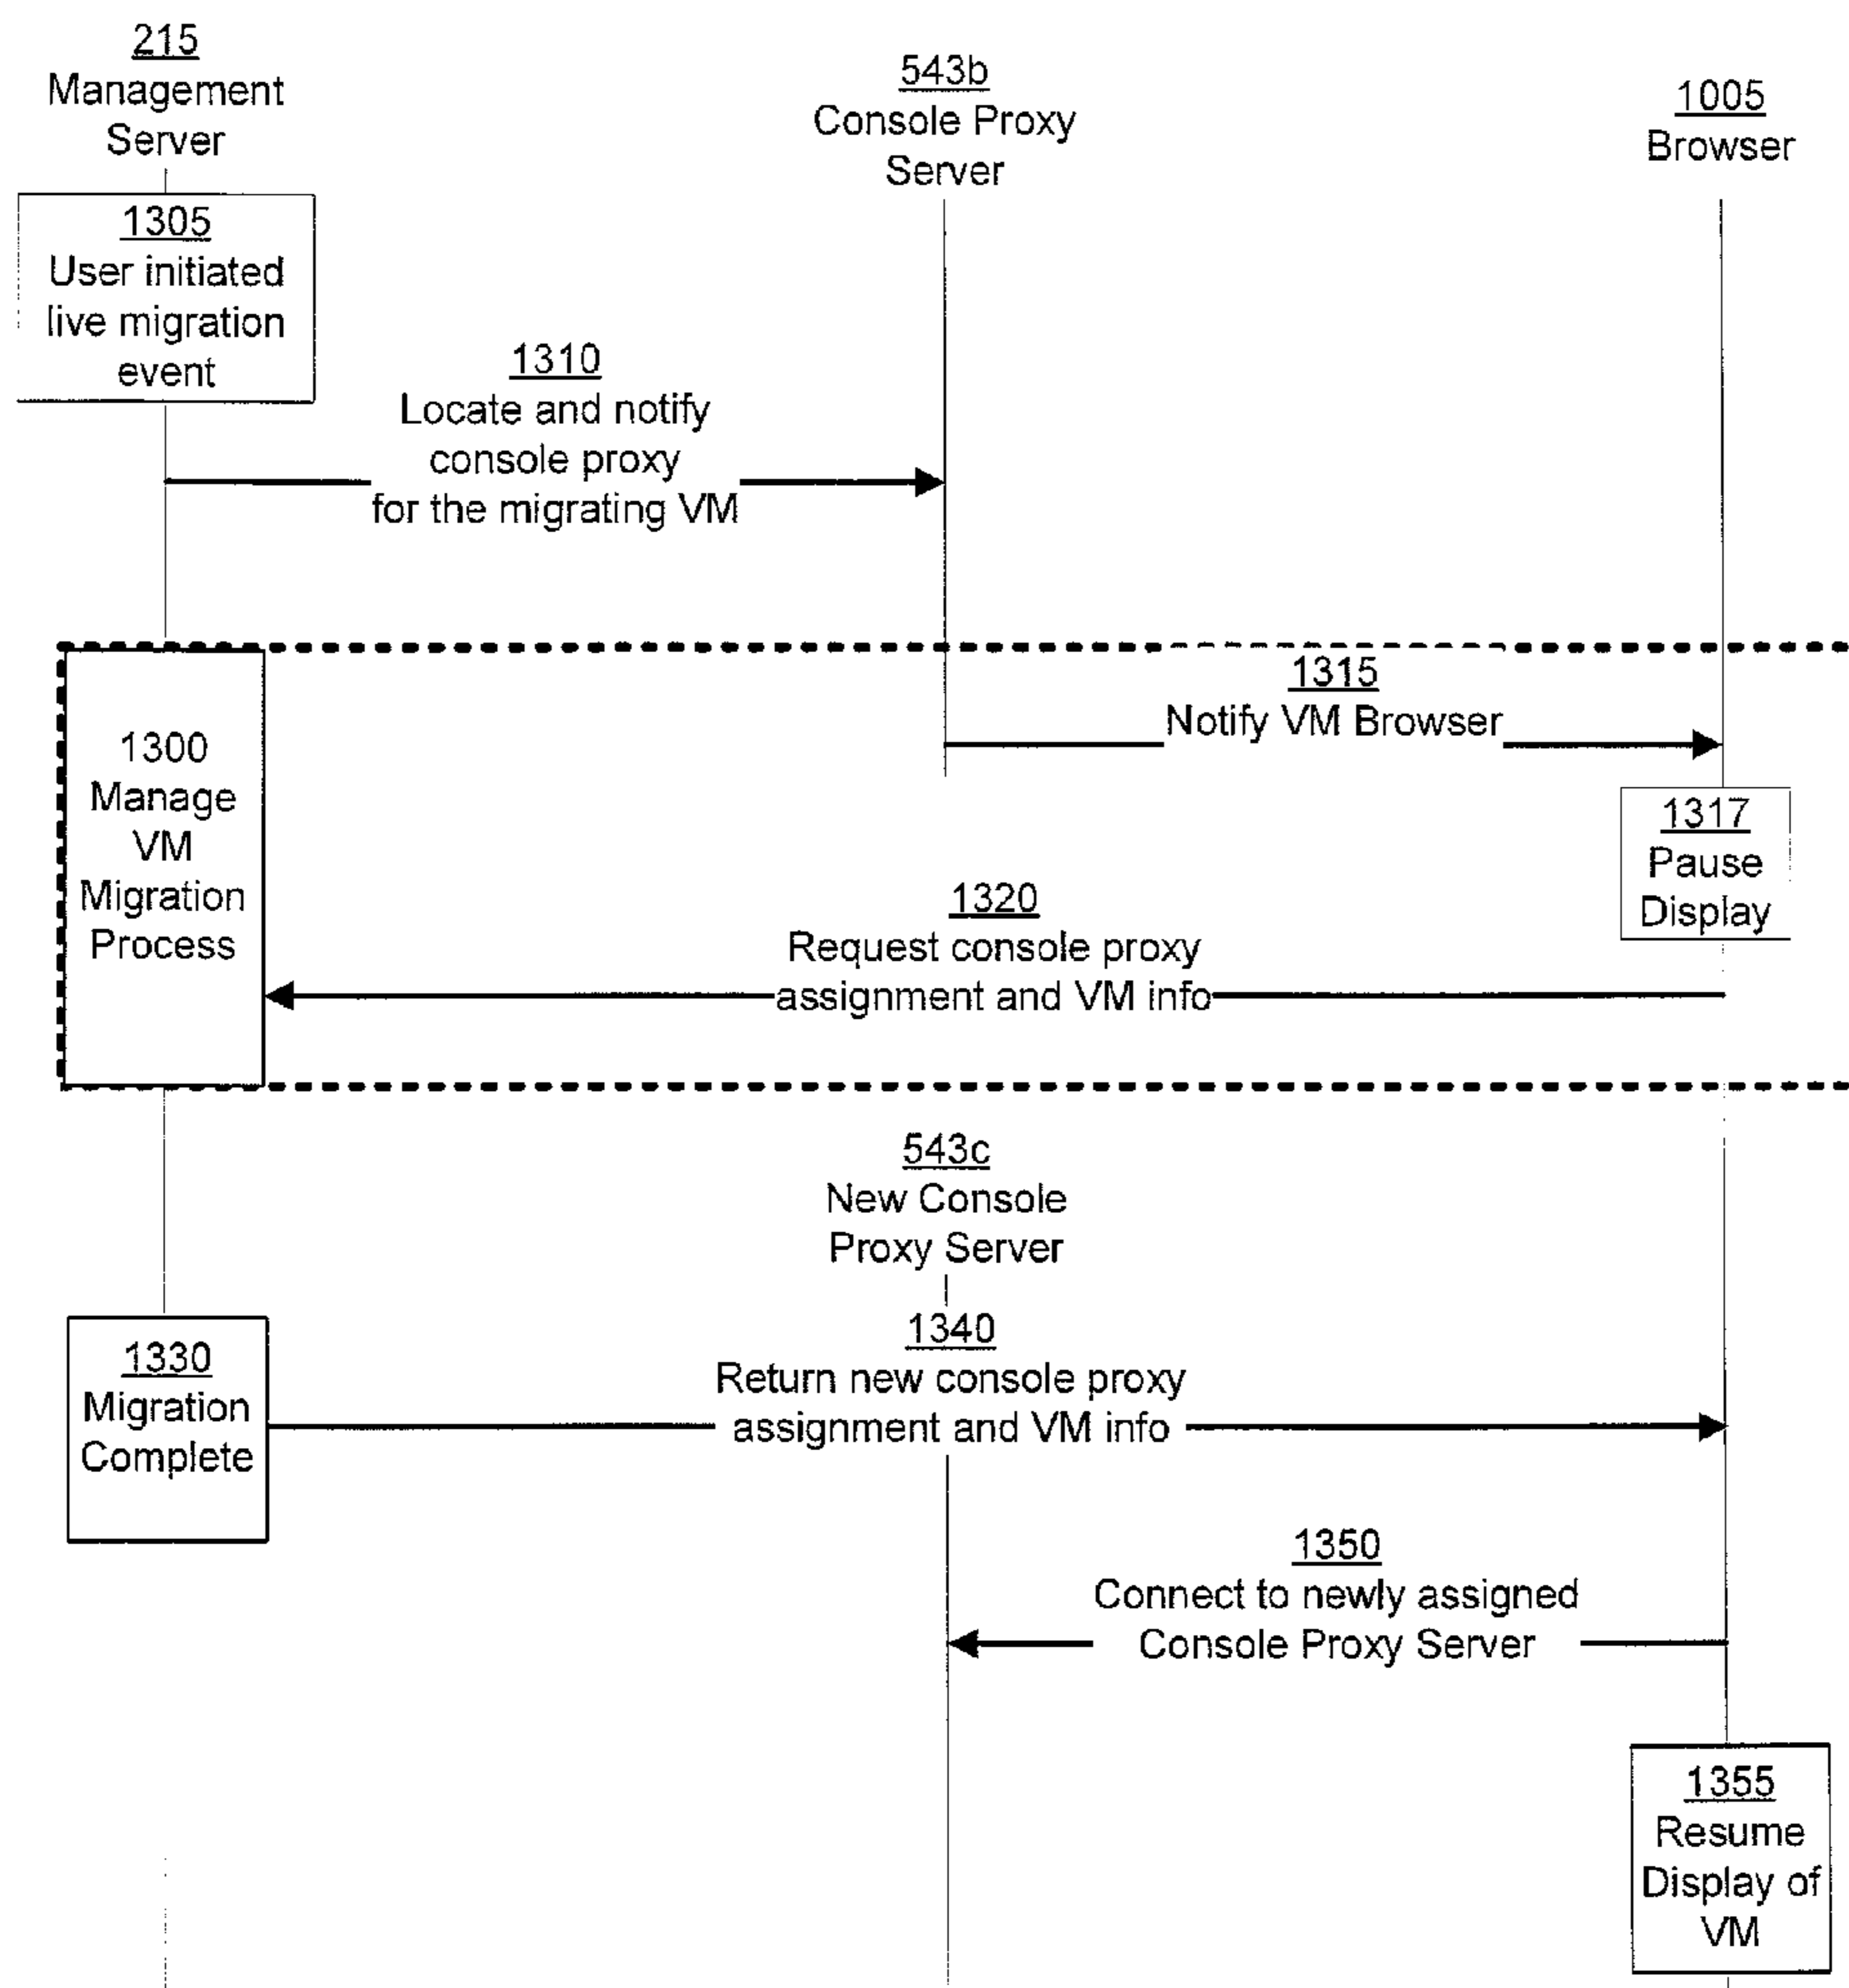 215
Management
Server
543b
Console Proxy
Server
1005
Browser
1305
User initiated
live migration
event
1310
Locate and notify
console proxy
for the migrating VM
1315
Notify VM Browser
1300
Manage
VM
Migration
Process
1317
Pause
Display
1320
Request console proxy
assignment and VM info
543c
New Console
Proxy Server
1330
Migration
Complete
1340
Return new console proxy
assignment and VM info
1350
Connect to newly assigned
Console Proxy Server
1355
Resume
Display of
VM